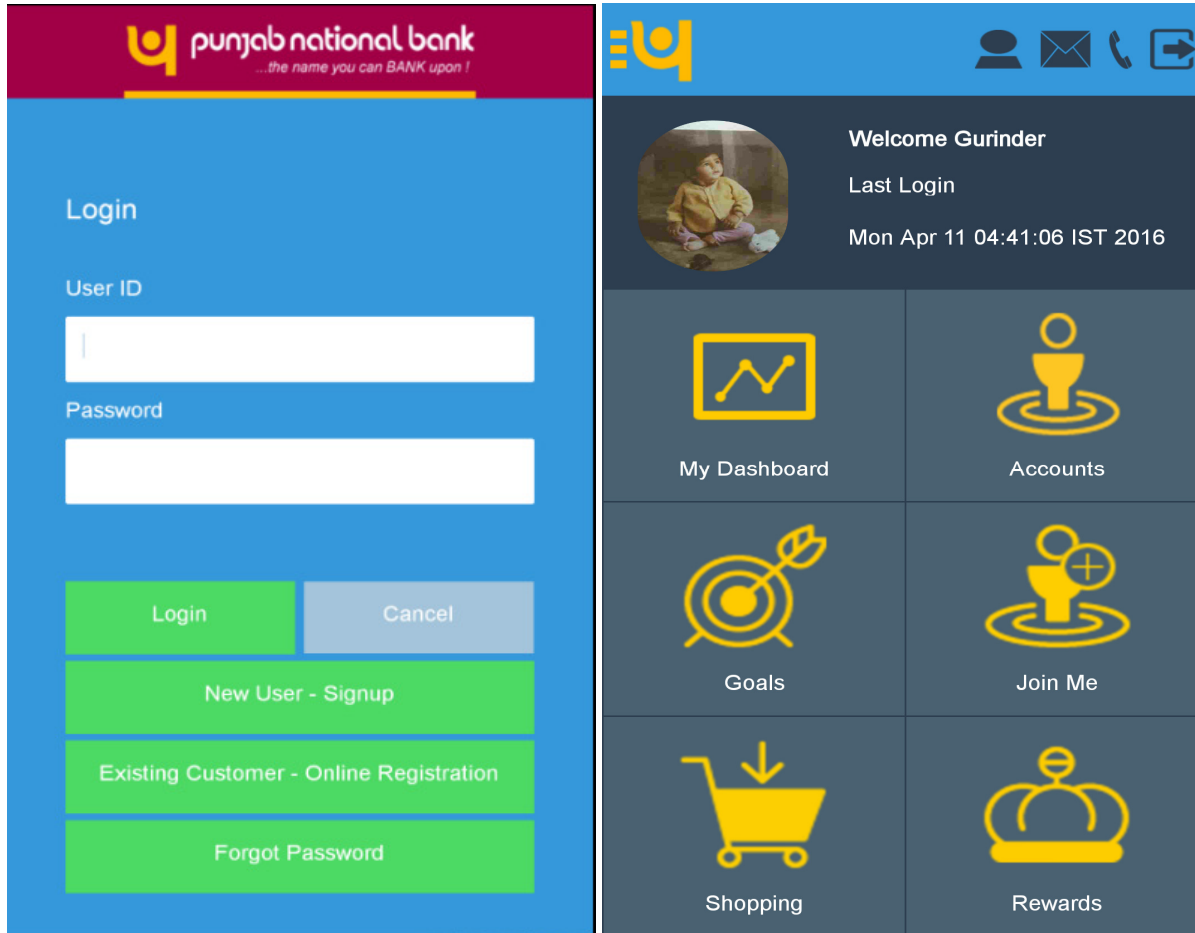 punjab national bank
...the name you can BANK upon !
Login
User ID
Password
Login
Cancel
New User - Signup
Existing Customer - Online Registration
Forgot Password
Welcome Gurinder
Last Login
Mon Apr 11 04:41:06 IST 2016
My Dashboard
Accounts
Goals
Join Me
Shopping
Rewards